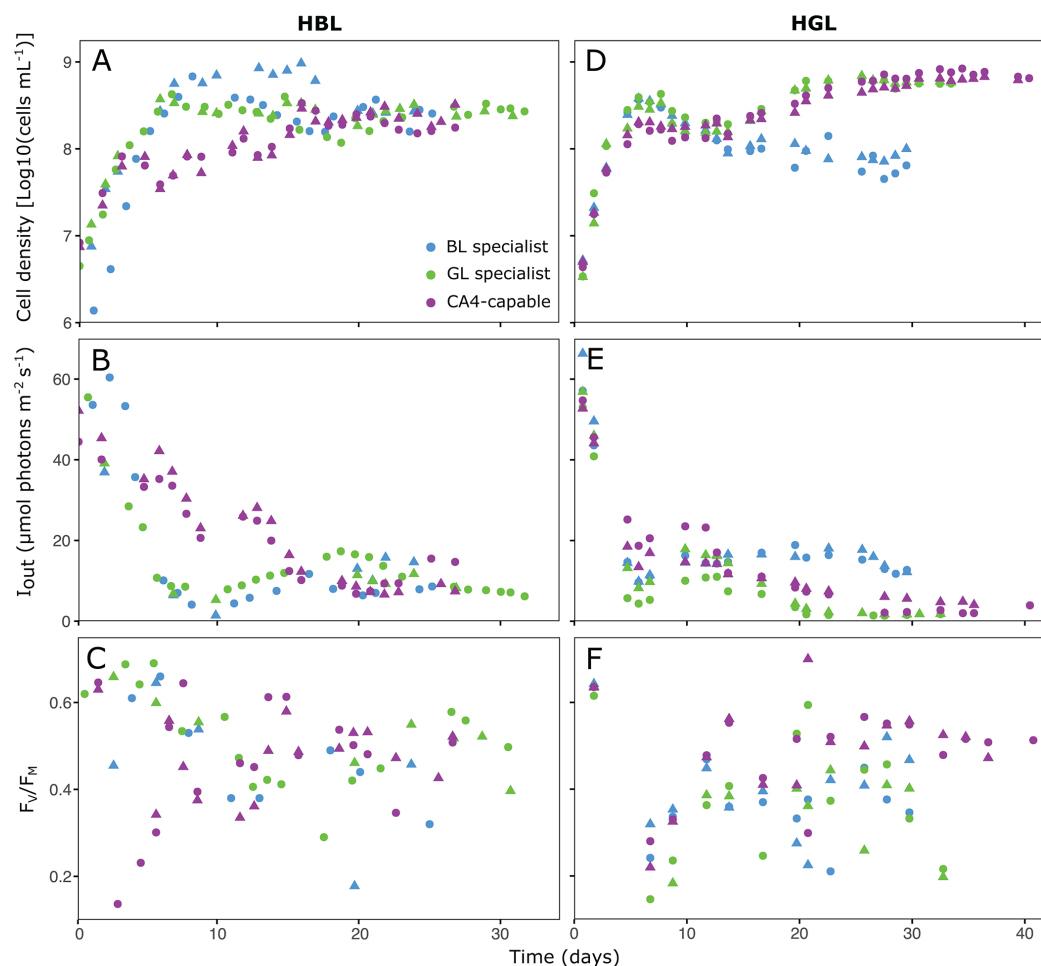 HBL
HGL
A
D
Cell density [Log10(cells mL⁻¹)]
9
8
7
6
BL specialist
GL specialist
CA4-capable
B
E
Iout (µmol photons m⁻² s⁻¹)
60
40
20
0
C
F
Fᵥ/Fᴍ
0.6
0.4
0.2
0 10 20 30 0 10 20 30 40
Time (days)